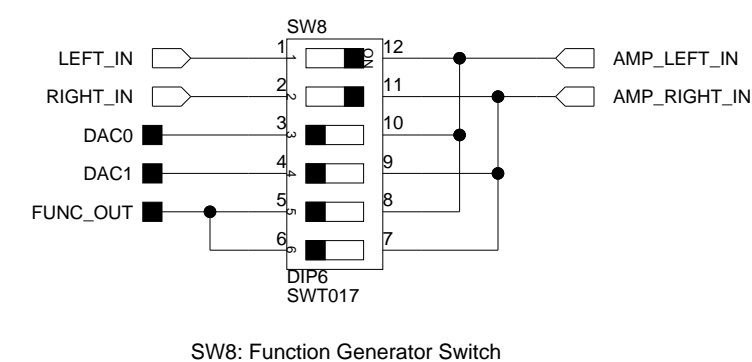 SW8
LEFT_IN 1 1 ON 12 AMP_LEFT_IN
RIGHT_IN 2 2 11 AMP_RIGHT_IN
DAC0 3 3 10
DAC1 4 4 9
FUNC_OUT 5 5 8
6 6 7
DIP6
SWT017
SW8: Function Generator Switch